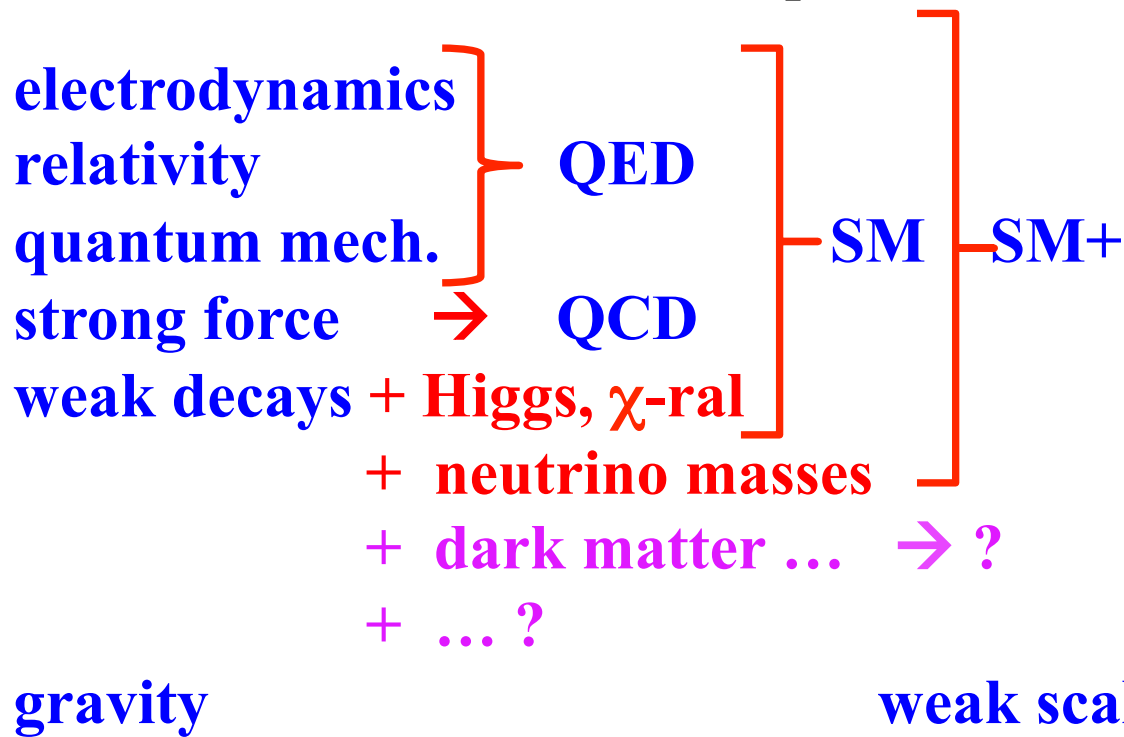 electrodynamics
relativity QED
quantum mech. SM SM+
strong force → QCD
weak decays + Higgs, χ-ral
+ neutrino masses
+ dark matter … → ?
+ … ?
gravity weak